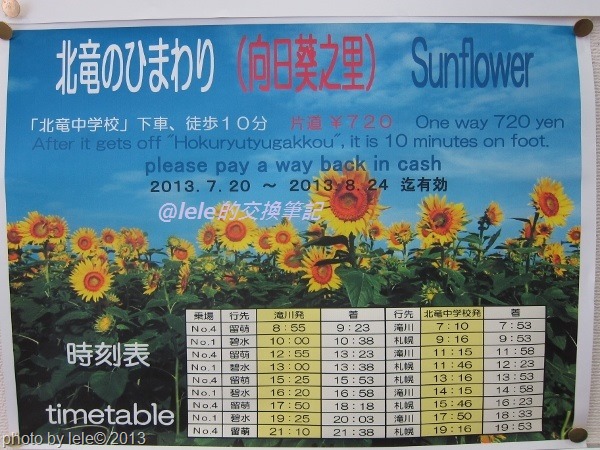 北竜のひまわり (向日葵之里) Sunflower
「北竜中学校」下車、徒歩10分 片道 ¥720 One way 720 yen
After it gets off "Hokuryutyugakkou", it is 10 minutes on foot.
please pay a way back in cash
2013.7.20 ~ 2013.8.24 迄有効
@lele的交換筆記
時刻表
timetable
乗場 行先 滝川発 着 行先 北竜中学校発 着
No.4 留萌 8:55 9:23 滝川 7:10 7:53
No.1 碧水 10:00 10:38 札幌 9:16 9:53
No.4 留萌 12:55 13:23 滝川 11:15 11:58
No.1 碧水 13:00 13:38 札幌 11:46 12:23
No.4 留萌 15:25 15:53 札幌 12:16 12:53
No.1 碧水 16:20 16:58 滝川 14:15 14:58
No.4 留萌 17:50 18:18 札幌 15:46 16:23
No.1 碧水 19:25 20:03 滝川 17:50 18:33
No.4 留萌 21:10 21:38 札幌 19:16 19:53
photo by lele© 2013